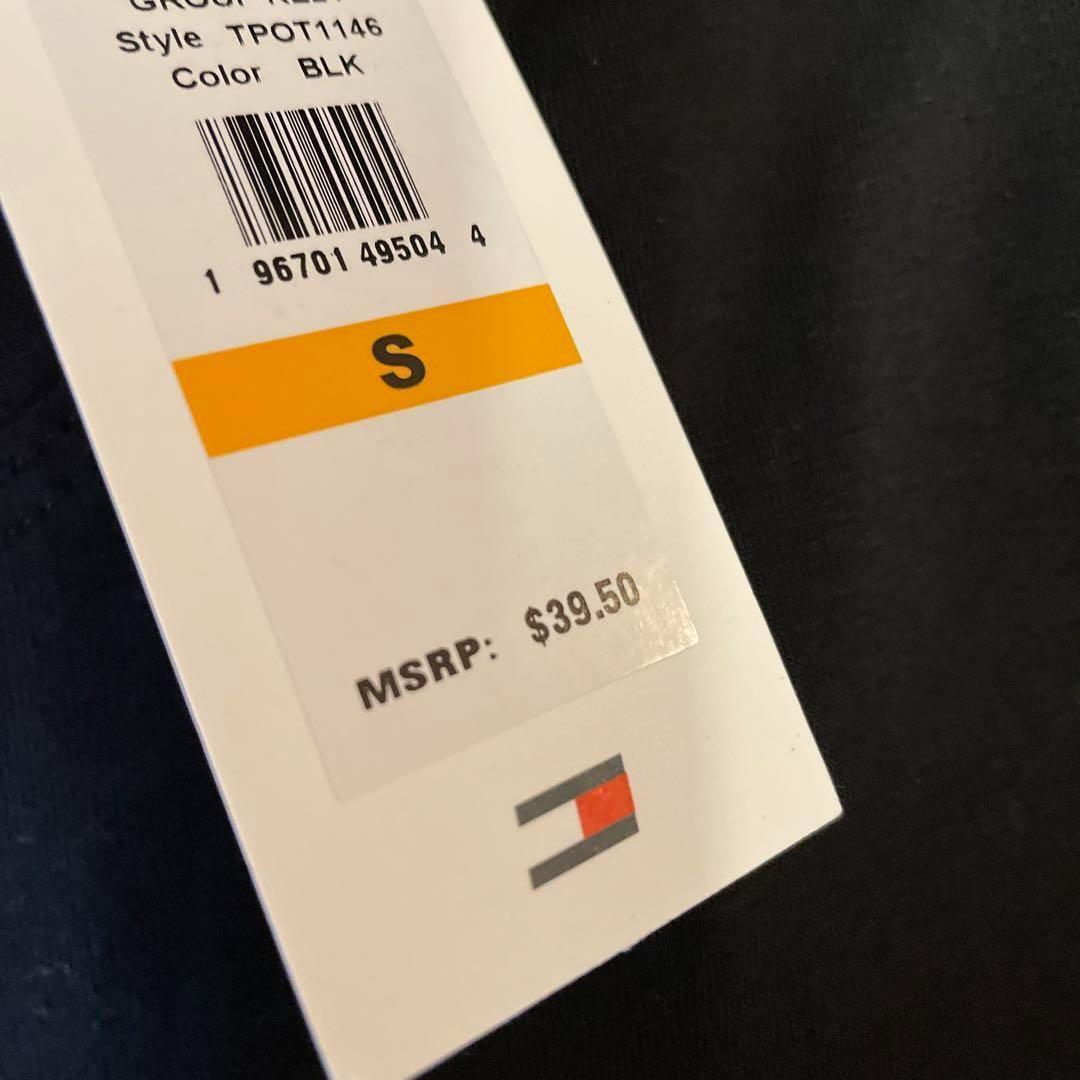 Style TPOT1146
Color BLK
1 96701 49504 4
S
MSRP: $39.50